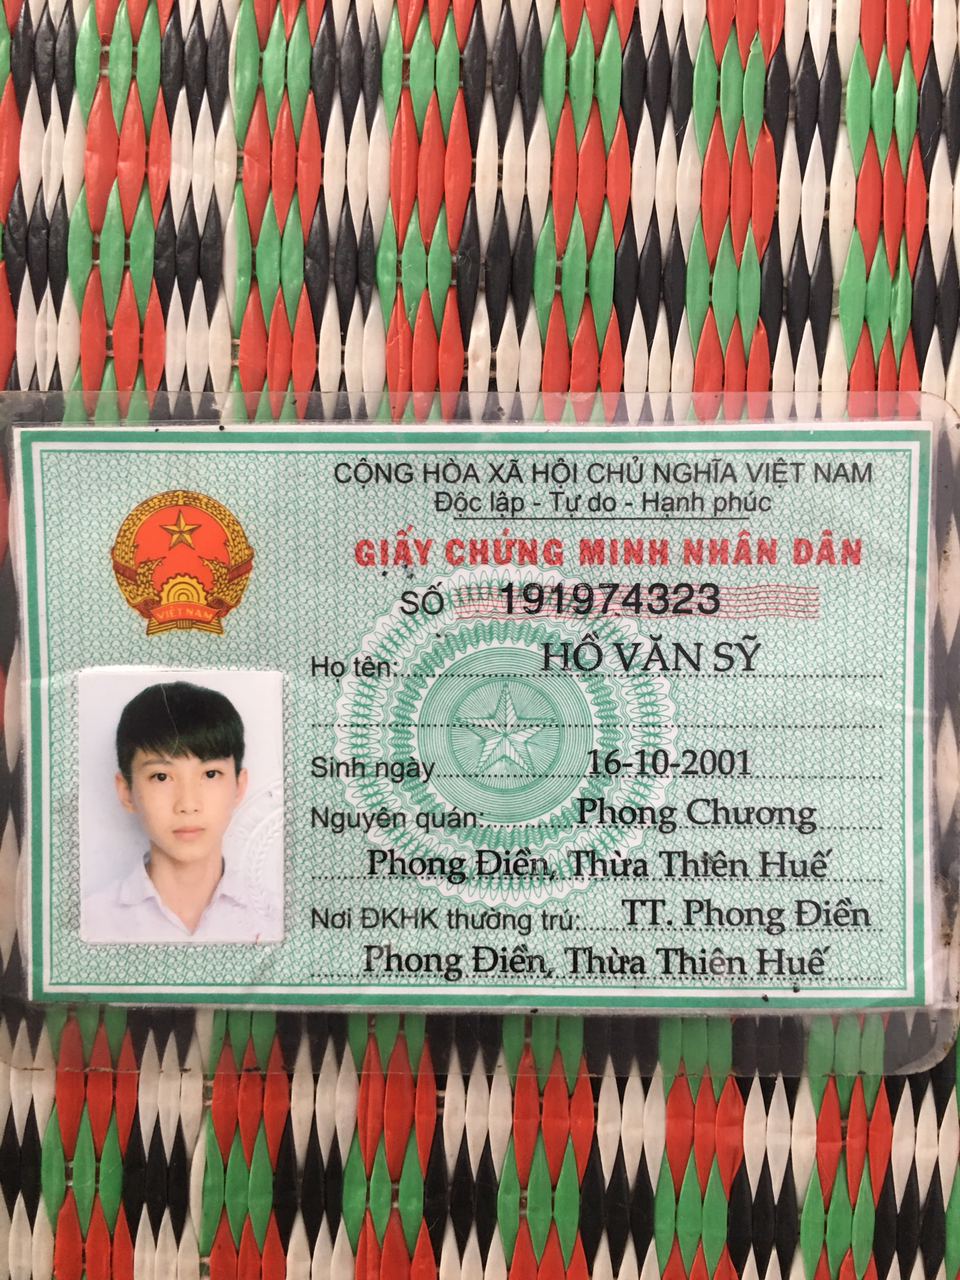 CỘNG HÒA XÃ HỘI CHỦ NGHĨA VIỆT NAM
Độc lập - Tự do - Hạnh phúc
GIẤY CHỨNG MINH NHÂN DÂN
SỐ 191974323
VIỆT NAM
Họ tên: HỒ VĂN SỸ
Sinh ngày 16-10-2001
Nguyên quán: Phong Chương
Phong Điền, Thừa Thiên Huế
Nơi ĐKHK thường trú: TT. Phong Điền
Phong Điền, Thừa Thiên Huế